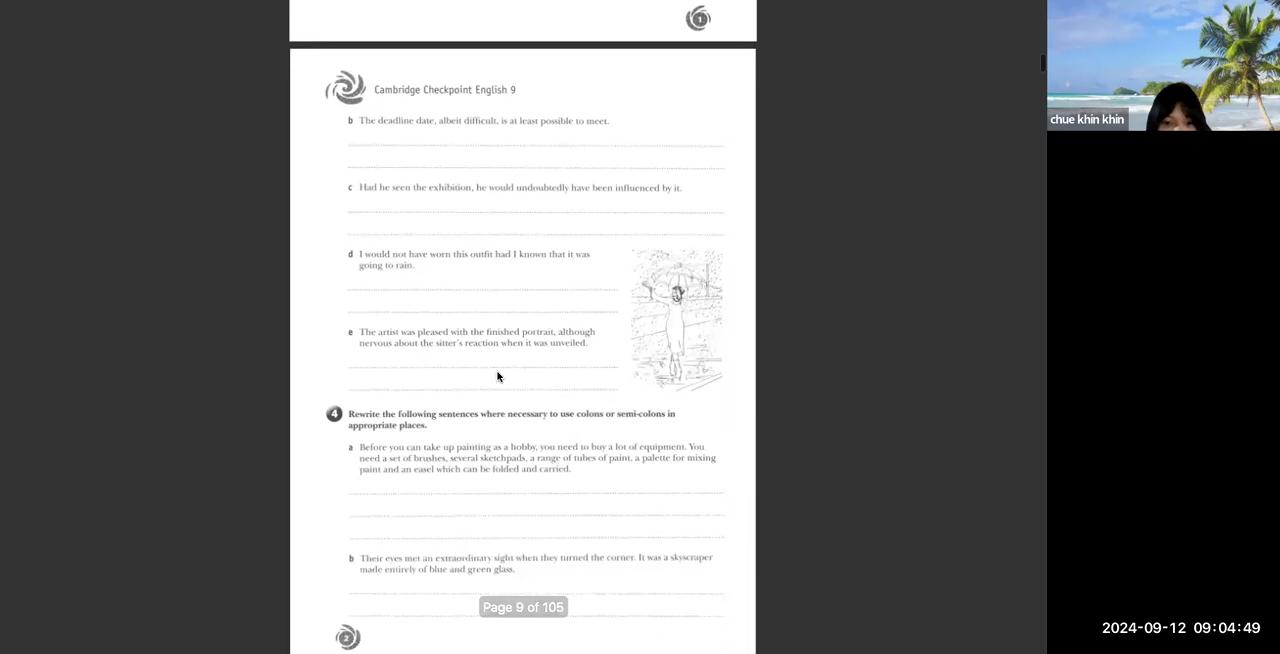 1
Cambridge Checkpoint English 9
b The deadline date, albeit difficult, is at least possible to meet.
c Had he seen the exhibition, he would undoubtedly have been influenced by it.
d I would not have worn this outfit had I known that it was
going to rain.
e The artist was pleased with the finished portrait, although
nervous about the sitter's reaction when it was unveiled.
4 Rewrite the following sentences where necessary to use colons or semi-colons in
appropriate places.
a Before you can take up painting as a hobby, you need to buy a lot of equipment. You
need a set of brushes, several sketchpads, a range of tubes of paint, a palette for mixing
paint and an easel which can be folded and carried.
b Their eyes met an extraordinary sight when they turned the corner. It was a skyscraper
made entirely of blue and green glass.
Page 9 of 105
2
chue khin khin
2024-09-12 09:04:49